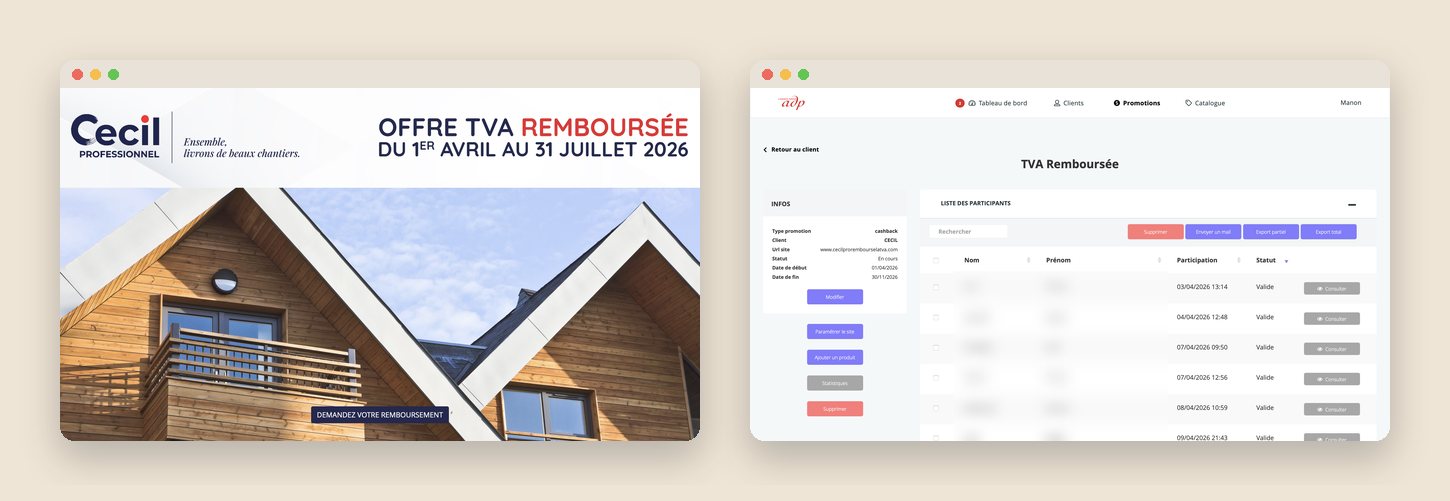 Cecil
PROFESSIONNEL
Ensemble,
livrons de beaux chantiers.
OFFRE TVA REMBOURSÉE
DU 1ER AVRIL AU 31 JUILLET 2026
DEMANDEZ VOTRE REMBOURSEMENT
adp
Tableau de bord
Clients
Promotions
Catalogue
Manon
Retour au client
TVA Remboursée
INFOS
Type promotion cashback
Client CECIL
Url site www.cecilprorembourselatva.com
Statut En cours
Date de début 01/04/2026
Date de fin 30/11/2026
Modifier
Paramétrer le site
Ajouter un produit
Statistiques
Supprimer
LISTE DES PARTICIPANTS
Rechercher
Supprimer Envoyer un mail Export partiel Export total
Nom Prénom Participation Statut
03/04/2026 13:14 Valide Consulter
04/04/2026 12:48 Valide Consulter
07/04/2026 09:50 Valide Consulter
07/04/2026 12:56 Valide Consulter
08/04/2026 10:59 Valide Consulter
09/04/2026 21:43 Valide Consulter